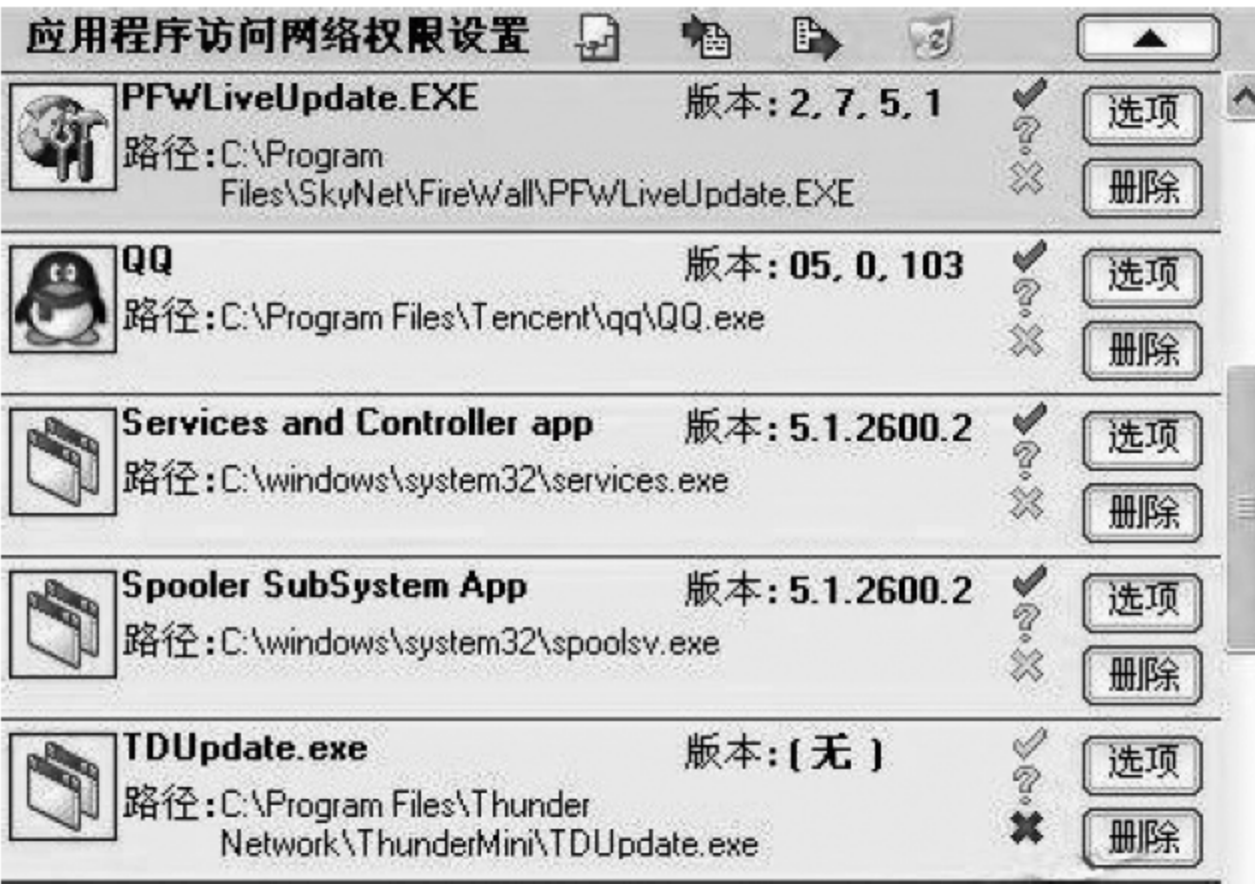 应用程序访问网络权限设置
PFWLiveUpdate.EXE 版本:2, 7, 5, 1
选项
路径:C:\Program
Files\SkyNet\FireWall\PFWLiveUpdate.EXE
删除
QQ 版本:05, 0, 103
选项
路径:C:\Program Files\Tencent\qq\QQ.exe
删除
Services and Controller app 版本:5.1.2600.2
选项
路径:C:\windows\system32\services.exe
删除
Spooler SubSystem App 版本:5.1.2600.2
选项
路径:C:\windows\system32\spoolsv.exe
删除
TDUpdate.exe 版本:(无)
选项
路径:C:\Program Files\Thunder
Network\ThunderMini\TDUpdate.exe
删除